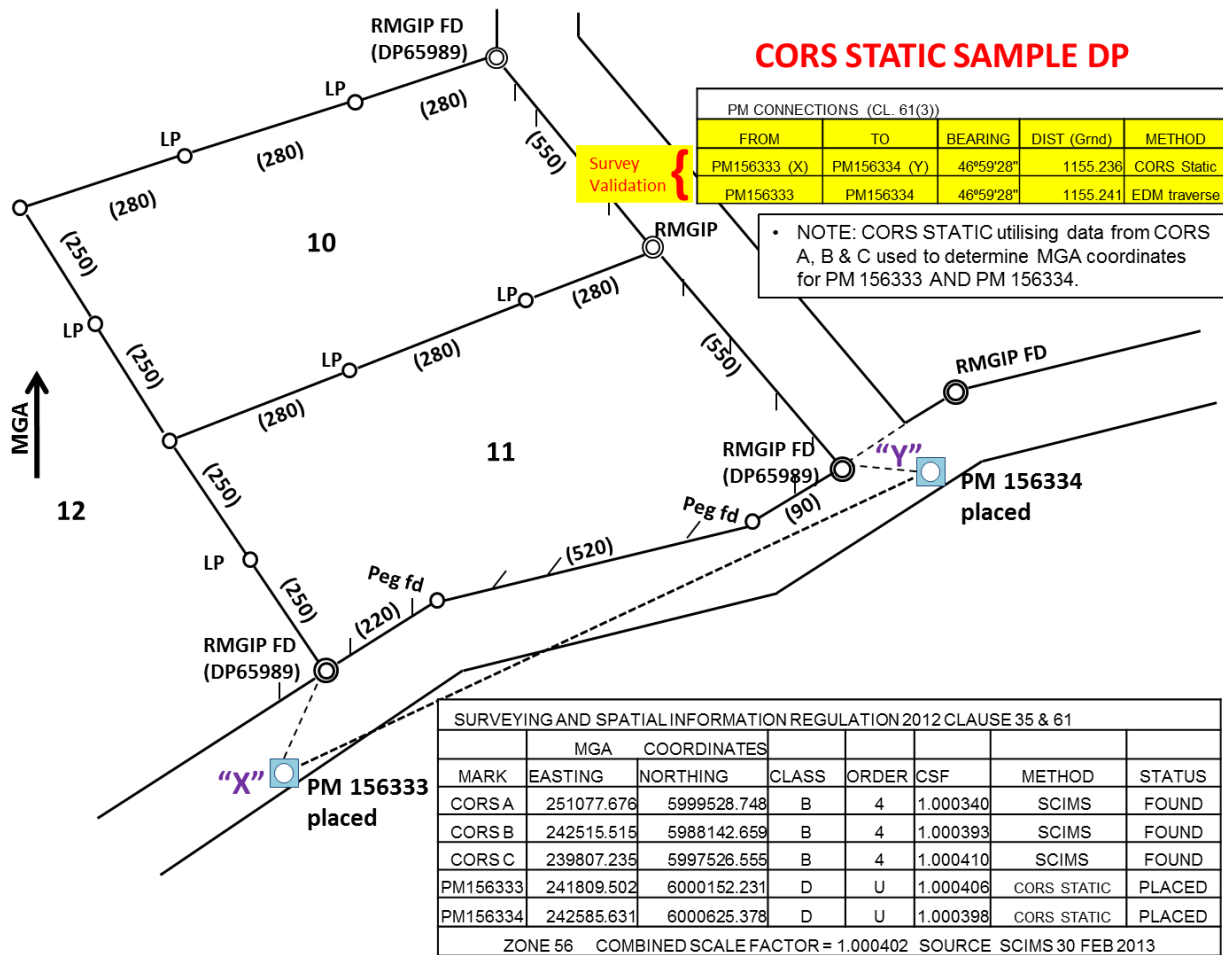 CORS STATIC SAMPLE DP
RMGIP FD
(DP65989)
LP
(280)
LP
(280)
(280)
(550)
Survey
Validation {
PM CONNECTIONS (CL. 61(3))
FROM TO BEARING DIST (Grnd) METHOD
PM156333 (X) PM156334 (Y) 46º59'28" 1155.236 CORS Static
PM156333 PM156334 46º59'28" 1155.241 EDM traverse
• NOTE: CORS STATIC utilising data from CORS
A, B & C used to determine MGA coordinates
for PM 156333 AND PM 156334.
10
RMGIP
(250)
LP
LP
(280)
(250)
LP
(280)
(280)
(550)
RMGIP FD
MGA
11
12
RMGIP FD
(DP65989)
"Y"
PM 156334
placed
(250)
Peg fd
(90)
LP
(520)
(250)
Peg fd
(220)
RMGIP FD
(DP65989)
"X"
PM 156333
placed
SURVEYING AND SPATIAL INFORMATION REGULATION 2012 CLAUSE 35 & 61
MGA COORDINATES
MARK EASTING NORTHING CLASS ORDER CSF METHOD STATUS
CORS A 251077.676 5999528.748 B 4 1.000340 SCIMS FOUND
CORS B 242515.515 5988142.659 B 4 1.000393 SCIMS FOUND
CORS C 239807.235 5997526.555 B 4 1.000410 SCIMS FOUND
PM156333 241809.502 6000152.231 D U 1.000406 CORS STATIC PLACED
PM156334 242585.631 6000625.378 D U 1.000398 CORS STATIC PLACED
ZONE 56 COMBINED SCALE FACTOR = 1.000402 SOURCE SCIMS 30 FEB 2013